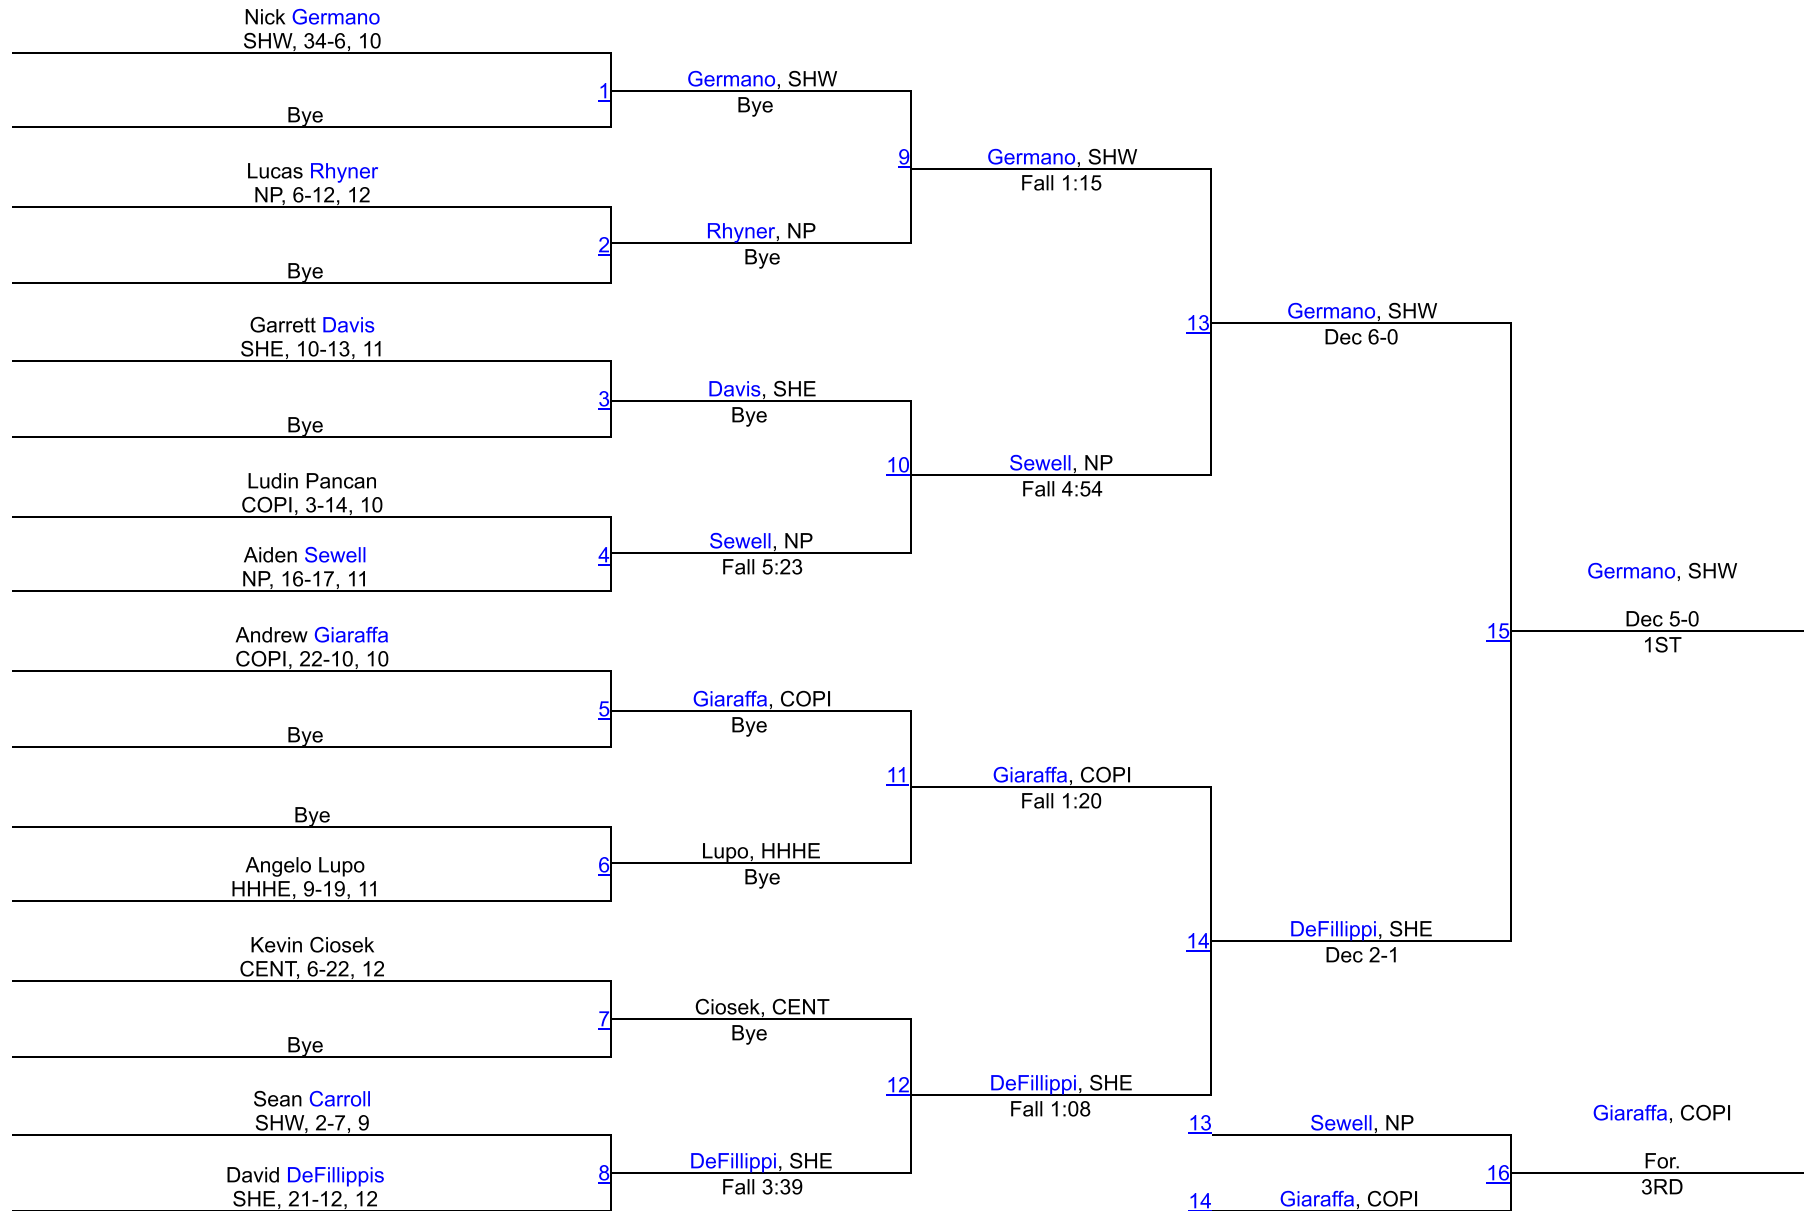 Nick Germano
SHW, 34-6, 10
1
Bye
Germano, SHW
Bye
Lucas Rhyner
NP, 6-12, 12
2
Bye
Rhyner, NP
Bye
9
Germano, SHW
Fall 1:15
Garrett Davis
SHE, 10-13, 11
3
Bye
Davis, SHE
Bye
Ludin Pancan
COPI, 3-14, 10
4
Aiden Sewell
NP, 16-17, 11
Sewell, NP
Fall 5:23
10
Sewell, NP
Fall 4:54
13
Germano, SHW
Dec 6-0
Andrew Giaraffa
COPI, 22-10, 10
5
Bye
Giaraffa, COPI
Bye
Bye
6
Angelo Lupo
HHHE, 9-19, 11
Lupo, HHHE
Bye
11
Giaraffa, COPI
Fall 1:20
Kevin Ciosek
CENT, 6-22, 12
7
Bye
Ciosek, CENT
Bye
Sean Carroll
SHW, 2-7, 9
8
David DeFillippis
SHE, 21-12, 12
DeFillippi, SHE
Fall 3:39
12
DeFillippi, SHE
Fall 1:08
14
DeFillippi, SHE
Dec 2-1
15
Germano, SHW
Dec 5-0
1ST
13
Sewell, NP
14
Giaraffa, COPI
16
Giaraffa, COPI
For.
3RD